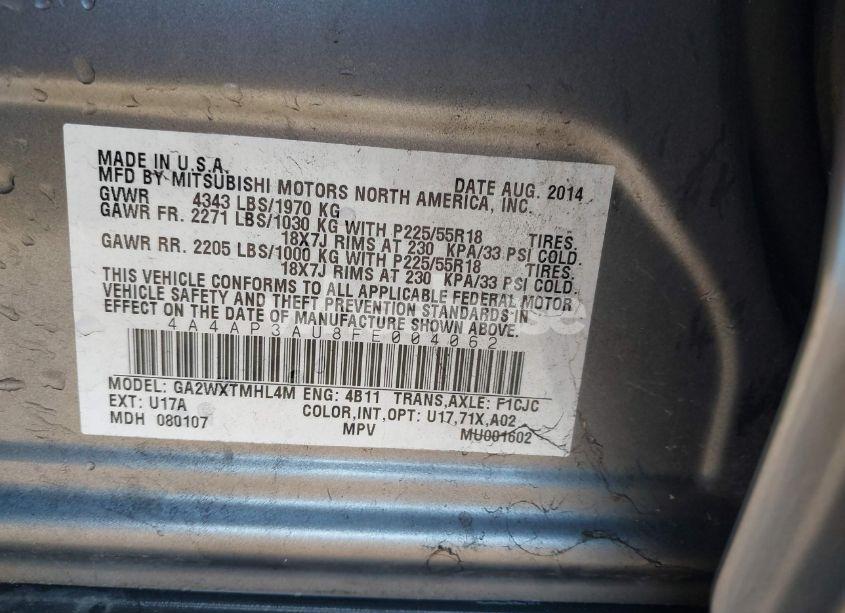 MADE IN U.S.A. DATE AUG. 2014
MFD BY MITSUBISHI MOTORS NORTH AMERICA, INC.
GVWR 4343 LBS/1970 KG
GAWR FR. 2271 LBS/1030 KG WITH P225/55R18 TIRES.
18X7J RIMS AT 230 KPA/33 PSI COLD.
GAWR RR. 2205 LBS/1000 KG WITH P225/55R18 TIRES.
18X7J RIMS AT 230 KPA/33 PSI COLD.
THIS VEHICLE CONFORMS TO ALL APPLICABLE FEDERAL MOTOR
VEHICLE SAFETY AND THEFT PREVENTION STANDARDS IN
EFFECT ON THE DATE OF MANUFACTURE SHOWN ABOVE.
4A4AP3AU8FE004062
MODEL: GA2WXTMHL4M ENG: 4B11 TRANS,AXLE: F1CJC
EXT: U17A COLOR,INT,OPT: U17,71X,A02
MDH 080107 MPV MU001602